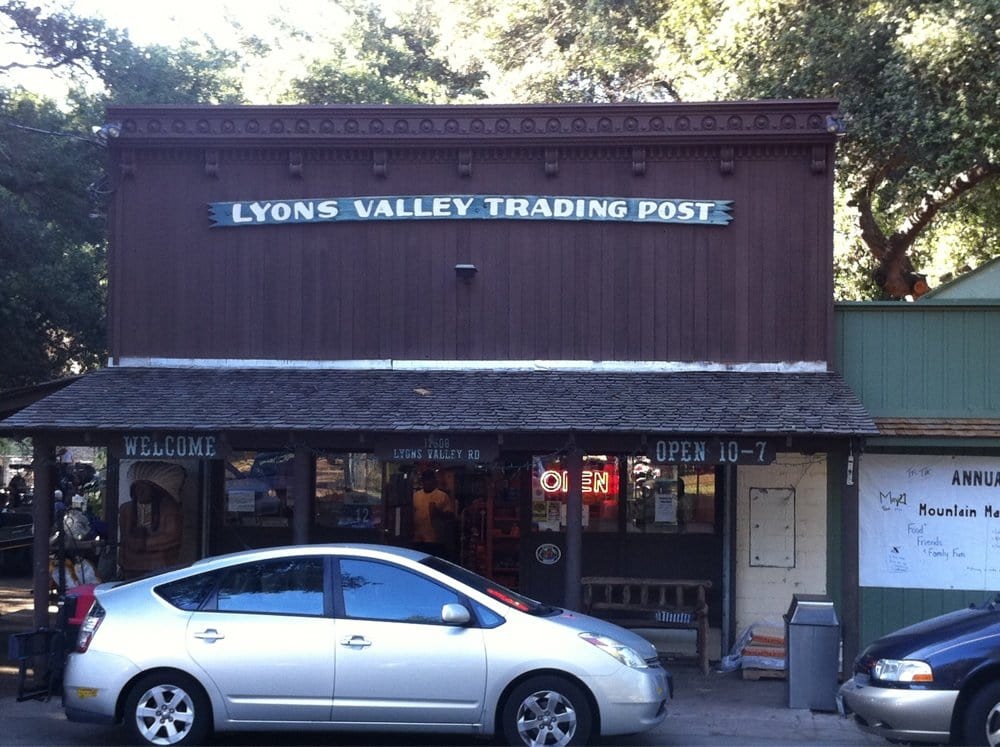 LYONS VALLEY TRADING POST
WELCOME
LYONS VALLEY RD
OPEN 10-7
OPEN
12
ANNUA
Mountain Ma
Food
Friends
Family Fun